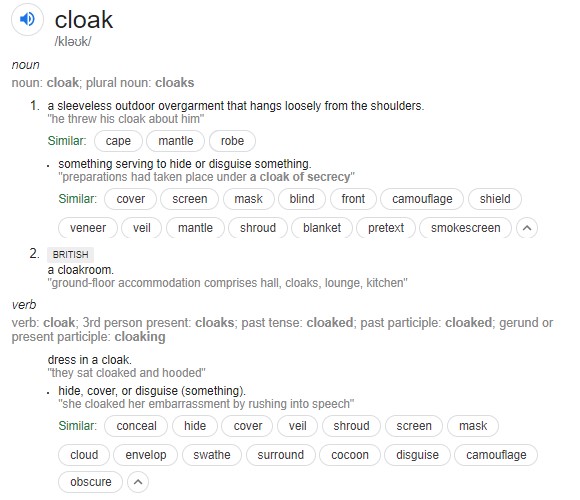 cloak
/kləʊk/
noun
noun: cloak; plural noun: cloaks
1. a sleeveless outdoor overgarment that hangs loosely from the shoulders.
"he threw his cloak about him"
Similar: cape mantle robe
• something serving to hide or disguise something.
"preparations had taken place under a cloak of secrecy"
Similar: cover screen mask blind front camouflage shield
veneer veil mantle shroud blanket pretext smokescreen
2. BRITISH
a cloakroom.
"ground-floor accommodation comprises hall, cloaks, lounge, kitchen"
verb
verb: cloak; 3rd person present: cloaks; past tense: cloaked; past participle: cloaked; gerund or
present participle: cloaking
dress in a cloak.
"they sat cloaked and hooded"
• hide, cover, or disguise (something).
"she cloaked her embarrassment by rushing into speech"
Similar: conceal hide cover veil shroud screen mask
cloud envelop swathe surround cocoon disguise camouflage
obscure